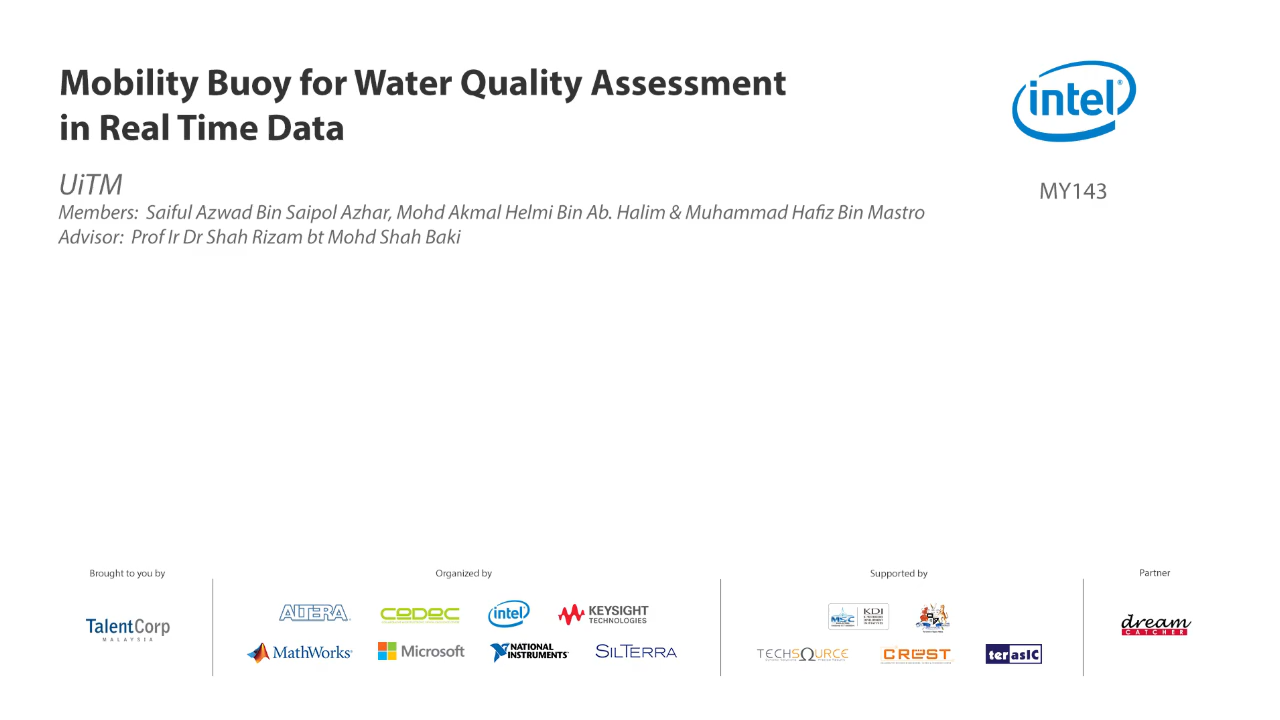 Mobility Buoy for Water Quality Assessment
in Real Time Data
intel®
UiTM
MY143
Members: Saiful Azwad Bin Saipol Azhar, Mohd Akmal Helmi Bin Ab. Halim & Muhammad Hafiz Bin Mastro
Advisor: Prof Ir Dr Shah Rizam bt Mohd Shah Baki
Brought to you by
Organized by
Supported by
Partner
TalentCorp
MALAYSIA
ALTERA
CEDEC
intel
KEYSIGHT
TECHNOLOGIES
MathWorks®
Microsoft
NATIONAL
INSTRUMENTS
SILTERRA
MSC
KDI
TECHSOURCE
CREST
terasIC
dream
CATCHER